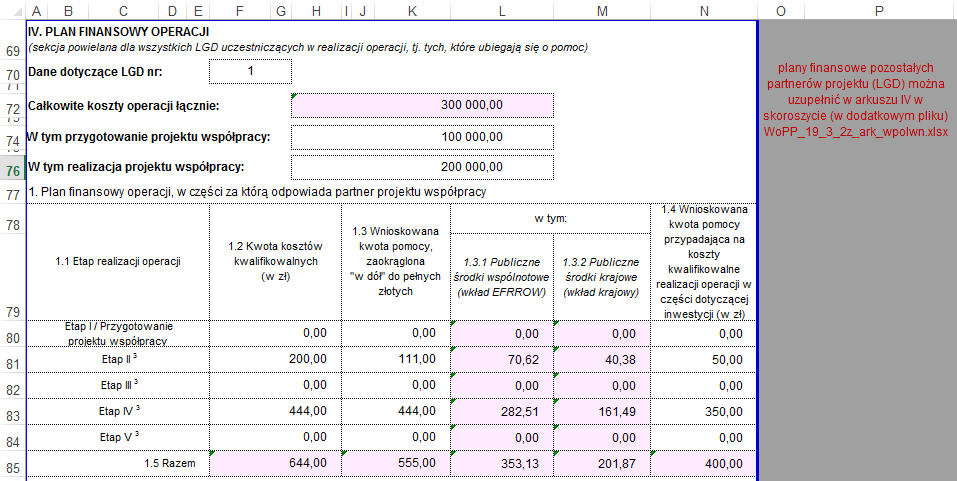 A B C D E F G H I J K L M N O P
69 IV. PLAN FINANSOWY OPERACJI
(sekcja powielana dla wszystkich LGD uczestniczących w realizacji operacji, tj. tych, które ubiegają się o pomoc)
70 Dane dotyczące LGD nr: 1
71
72 Całkowite koszty operacji łącznie: 300 000,00
73
74 W tym przygotowanie projektu współpracy: 100 000,00
75
76 W tym realizacja projektu współpracy: 200 000,00
77 1. Plan finansowy operacji, w części za którą odpowiada partner projektu współpracy
plany finansowe pozostałych
partnerów projektu (LGD) można
uzupełnić w arkuszu IV w
skoroszycie (w dodatkowym pliku)
WoPP_19_3_2z_ark_wpolwn.xlsx
78
79
1.1 Etap realizacji operacji
1.2 Kwota kosztów
kwalifikowalnych
(w zł)
1.3 Wnioskowana
kwota pomocy,
zaokrąglona
"w dół" do pełnych
złotych
w tym:
1.3.1 Publiczne
środki wspólnotowe
(wkład EFRROW)
1.3.2 Publiczne
środki krajowe
(wkład krajowy)
1.4 Wnioskowana
kwota pomocy
przypadająca na
koszty
kwalifikowalne
realizacji operacji w
części dotyczącej
inwestycji (w zł)
80 Etap I / Przygotowanie
projektu współpracy 0,00 0,00 0,00 0,00 0,00
81 Etap II ³ 200,00 111,00 70,62 40,38 50,00
82 Etap III ³ 0,00 0,00 0,00 0,00 0,00
83 Etap IV ³ 444,00 444,00 282,51 161,49 350,00
84 Etap V ³ 0,00 0,00 0,00 0,00 0,00
85 1.5 Razem 644,00 555,00 353,13 201,87 400,00